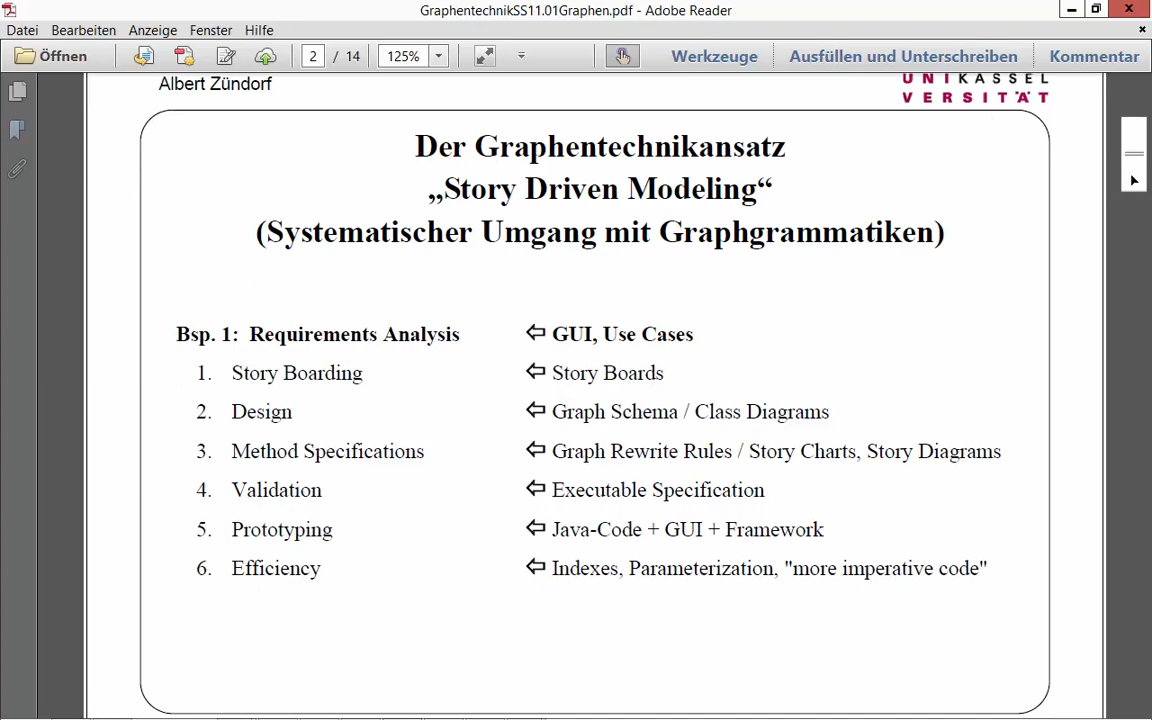 GraphentechnikSS11.01Graphen.pdf - Adobe Reader
Datei Bearbeiten Anzeige Fenster Hilfe
Öffnen 2 / 14 125% Werkzeuge Ausfüllen und Unterschreiben Kommentar
Albert Zündorf
UNIKASSEL
VERSITÄT
Der Graphentechnikansatz
„Story Driven Modeling“
(Systematischer Umgang mit Graphgrammatiken)
Bsp. 1: Requirements Analysis ⇦ GUI, Use Cases
1. Story Boarding ⇦ Story Boards
2. Design ⇦ Graph Schema / Class Diagrams
3. Method Specifications ⇦ Graph Rewrite Rules / Story Charts, Story Diagrams
4. Validation ⇦ Executable Specification
5. Prototyping ⇦ Java-Code + GUI + Framework
6. Efficiency ⇦ Indexes, Parameterization, "more imperative code"